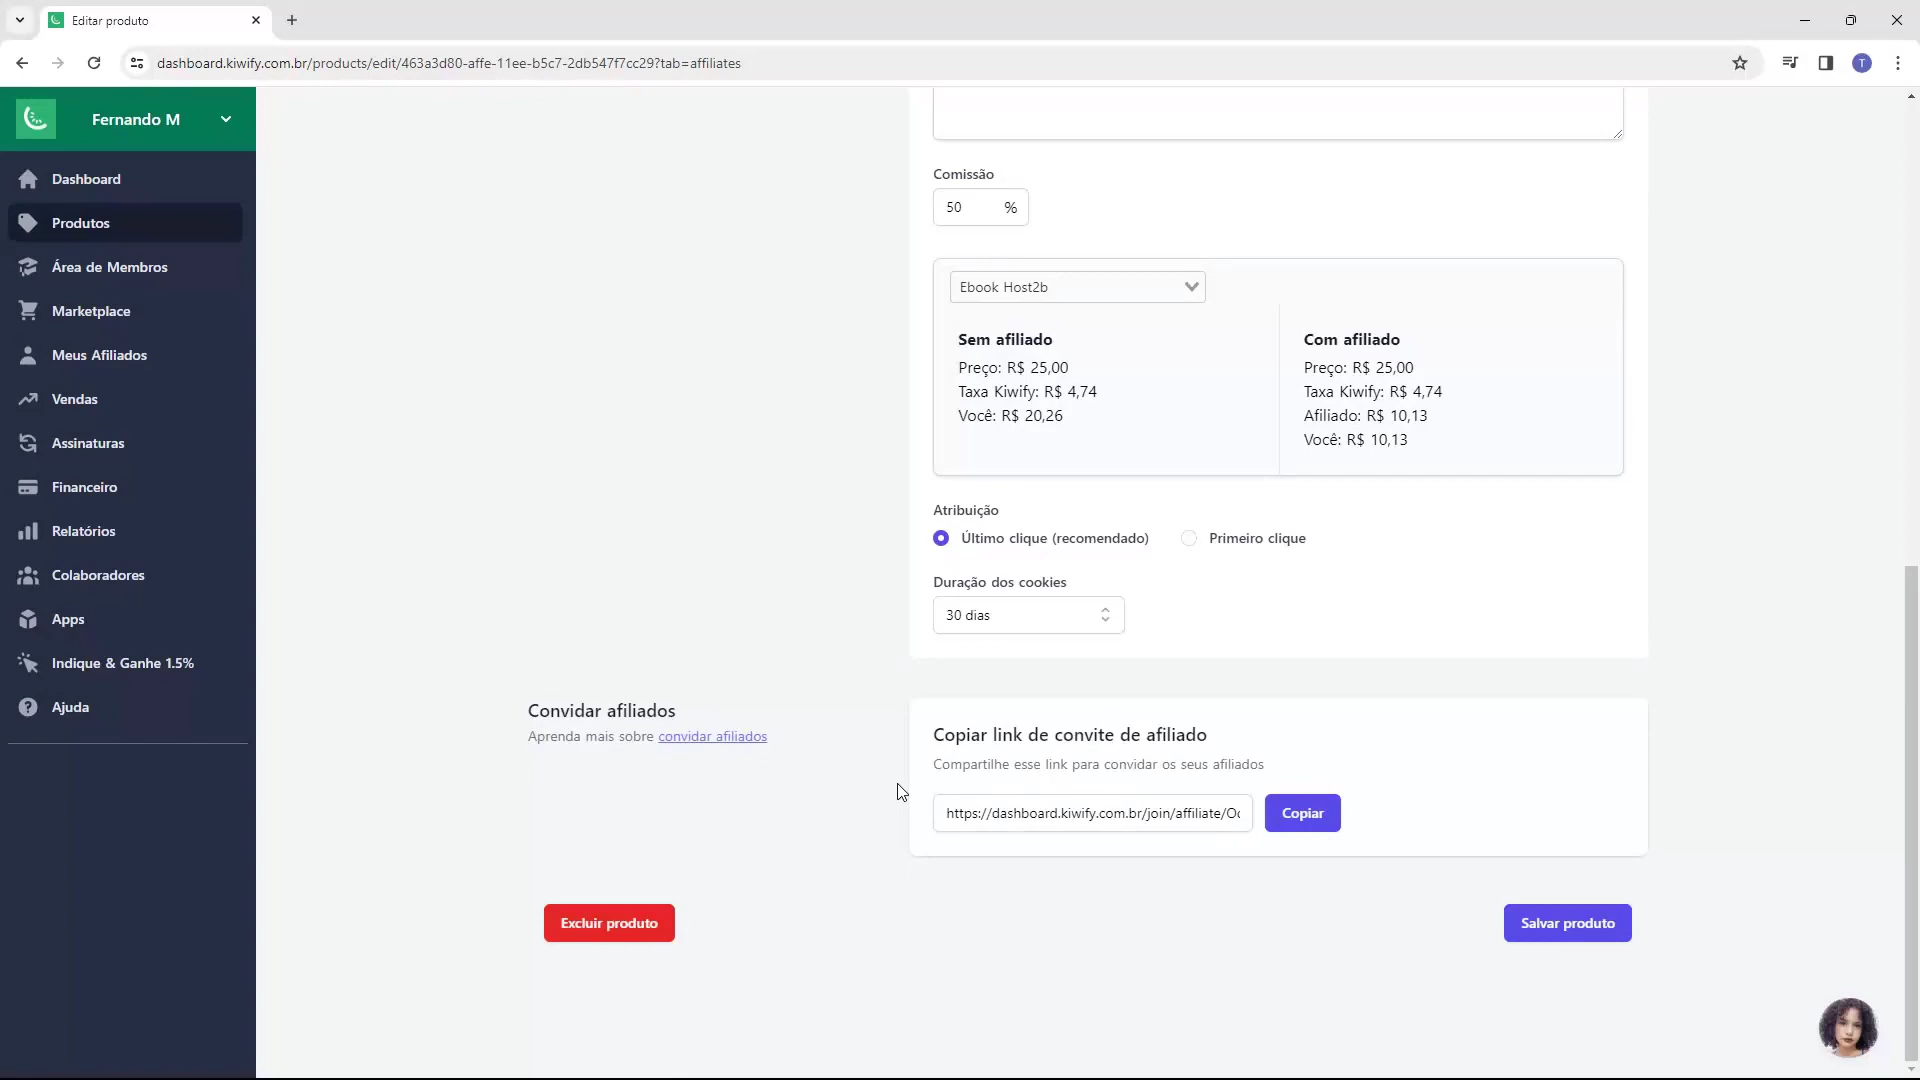 Editar produto
dashboard.kiwify.com.br/products/edit/463a3d80-affe-11ee-b5c7-2db547f7cc29?tab=affiliates
T
Fernando M
Dashboard
Produtos
Área de Membros
Marketplace
Meus Afiliados
Vendas
Assinaturas
Financeiro
Relatórios
Colaboradores
Apps
Indique & Ganhe 1.5%
Ajuda
Comissão
50 %
Ebook Host2b
Sem afiliado
Preço: R$ 25,00
Taxa Kiwify: R$ 4,74
Você: R$ 20,26
Com afiliado
Preço: R$ 25,00
Taxa Kiwify: R$ 4,74
Afiliado: R$ 10,13
Você: R$ 10,13
Atribuição
Último clique (recomendado)
Primeiro clique
Duração dos cookies
30 dias
Convidar afiliados
Aprenda mais sobre convidar afiliados
Copiar link de convite de afiliado
Compartilhe esse link para convidar os seus afiliados
https://dashboard.kiwify.com.br/join/affiliate/Oc
Copiar
Excluir produto
Salvar produto